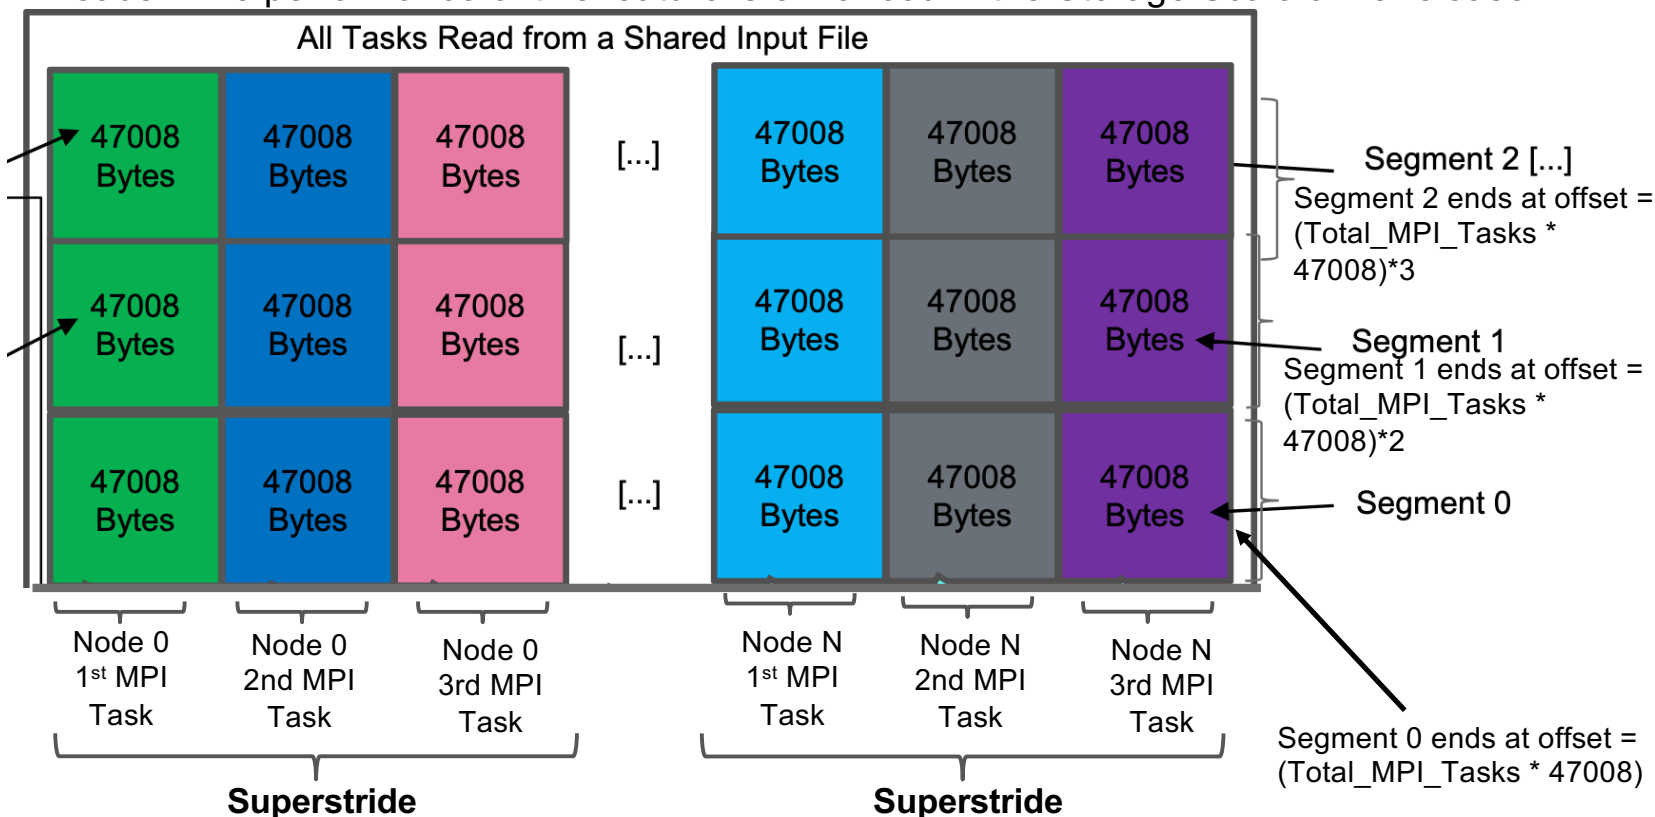 All Tasks Read from a Shared Input File
47008 Bytes
47008 Bytes
47008 Bytes
[...]
47008 Bytes
47008 Bytes
47008 Bytes
Segment 2 [...]
Segment 2 ends at offset =
(Total_MPI_Tasks *
47008)*3
47008 Bytes
47008 Bytes
47008 Bytes
[...]
47008 Bytes
47008 Bytes
47008 Bytes
Segment 1
Segment 1 ends at offset =
(Total_MPI_Tasks *
47008)*2
47008 Bytes
47008 Bytes
47008 Bytes
[...]
47008 Bytes
47008 Bytes
47008 Bytes
Segment 0
Node 0
1st MPI
Task
Node 0
2nd MPI
Task
Node 0
3rd MPI
Task
Node N
1st MPI
Task
Node N
2nd MPI
Task
Node N
3rd MPI
Task
Segment 0 ends at offset =
(Total_MPI_Tasks * 47008)
Superstride
Superstride